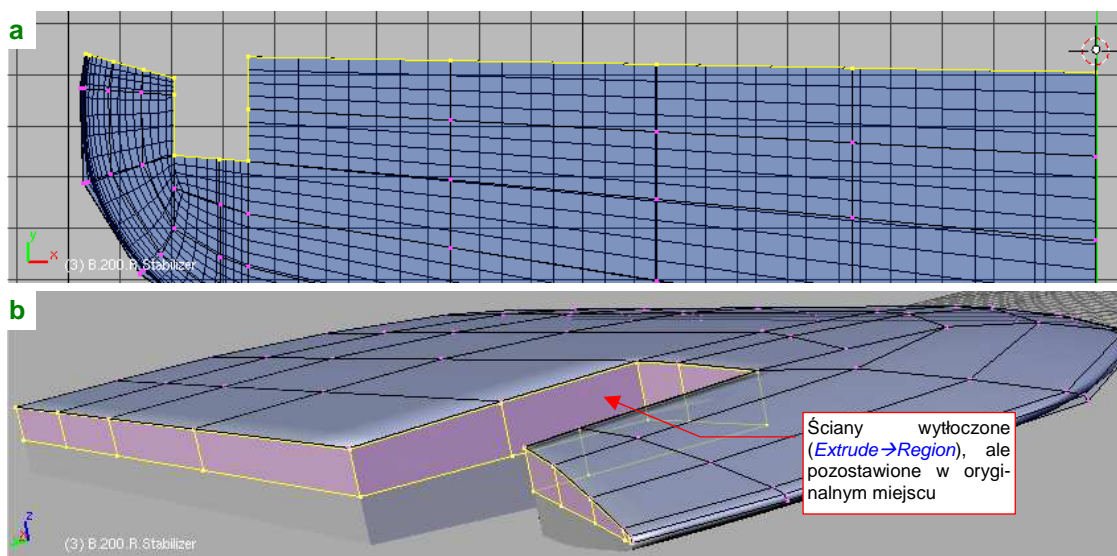 a
y
x
(3) B.200.R.Stabilizer
b
Ściany wytłoczone
(Extrude→Region), ale
pozostawione w orygi-
nalnym miejscu
z
x
(3) B.200.R.Stabilizer